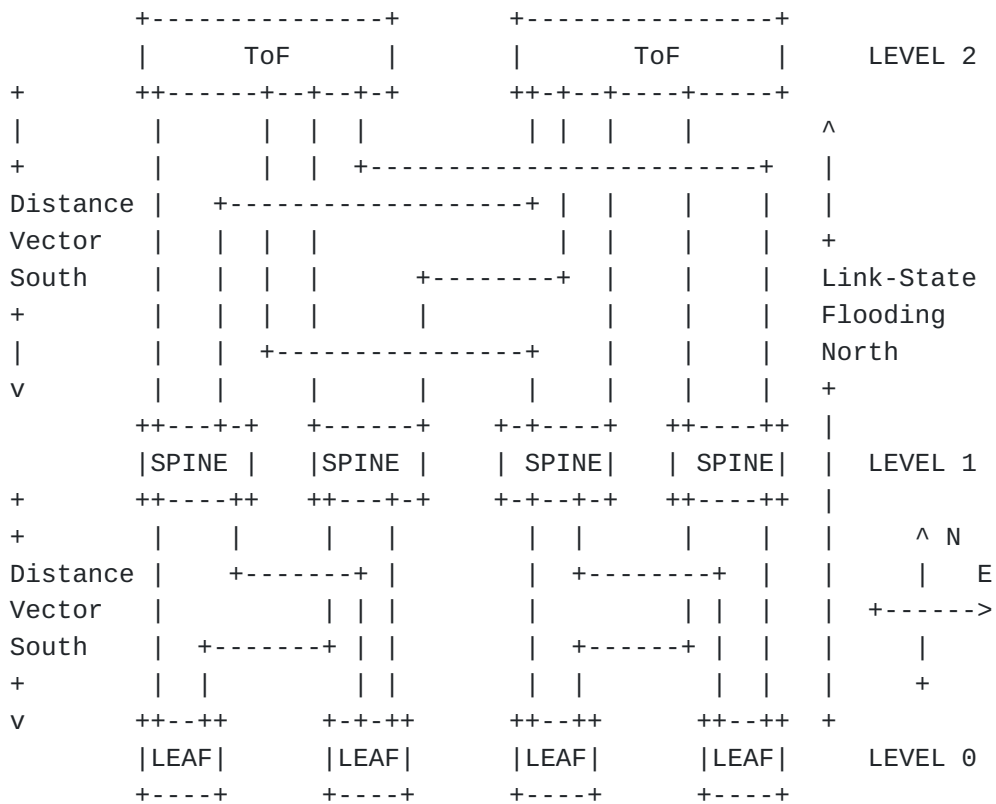 ToF ToF LEVEL 2
Distance
Vector
South Link-State
Flooding
North
SPINE SPINE SPINE SPINE LEVEL 1
^ N
Distance E
Vector
South
v
LEAF LEAF LEAF LEAF LEVEL 0